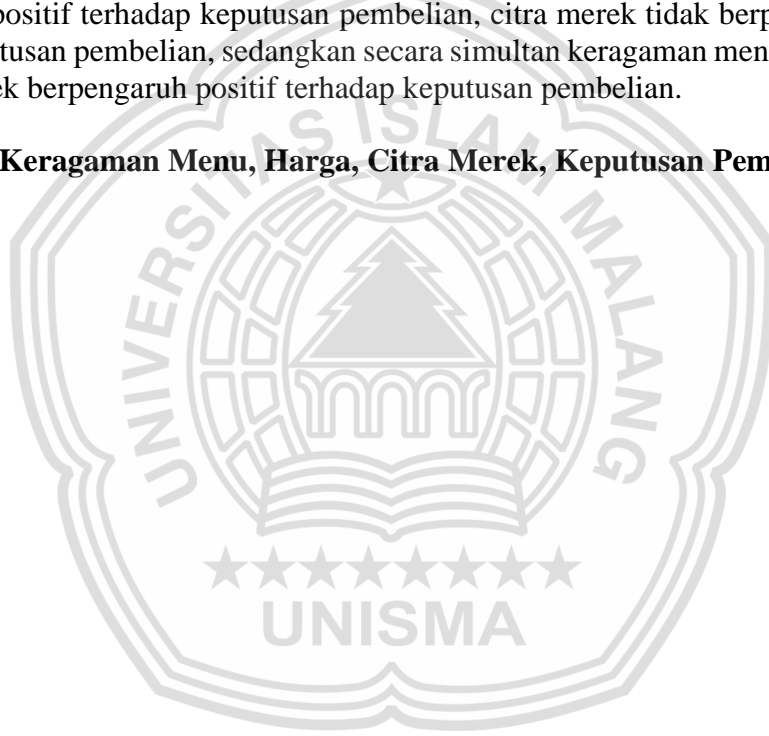 positif terhadap keputusan pembelian, citra merek tidak berp
tusan pembelian, sedangkan secara simultan keragaman men
ek berpengaruh positif terhadap keputusan pembelian.
Keragaman Menu, Harga, Citra Merek, Keputusan Pem
UNIVERSITAS ISLAM MALANG
UNISMA